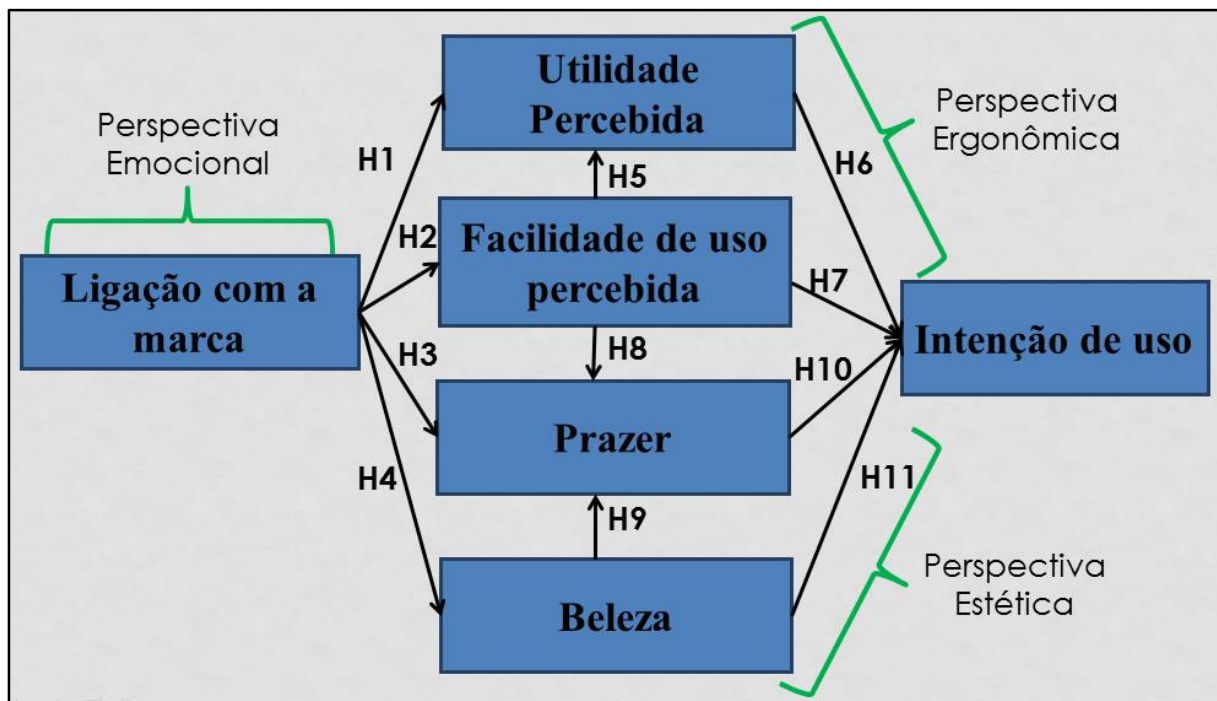 Perspectiva
Emocional
Ligação com a
marca
H1
H2
H3
H4
Utilidade
Percebida
H5
Facilidade de uso
percebida
H8
Prazer
H9
Beleza
H6
H7
H10
H11
Perspectiva
Ergonômica
Intenção de uso
Perspectiva
Estética